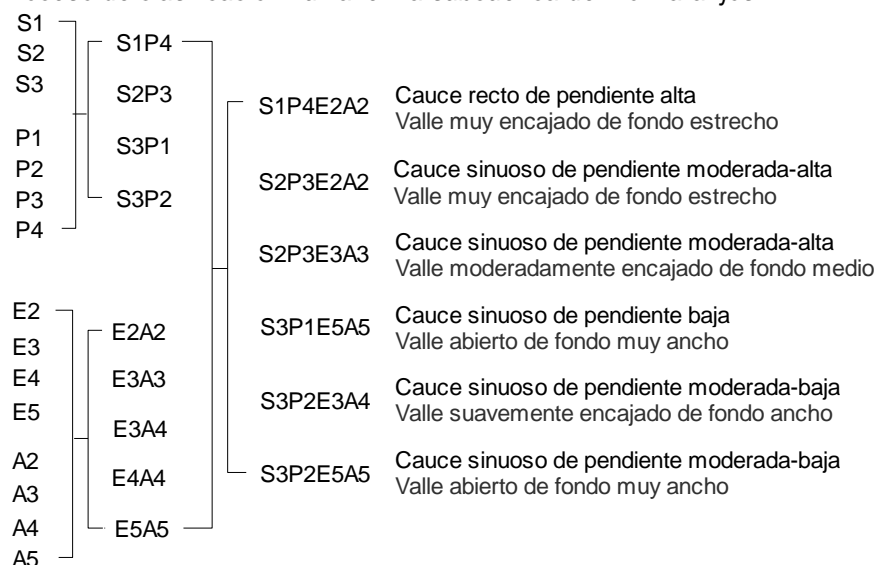 S1
S2
S3
P1
P2
P3
P4
S1P4
S2P3
S3P1
S3P2
E2
E3
E4
E5
A2
A3
A4
A5
E2A2
E3A3
E3A4
E4A4
E5A5
S1P4E2A2 Cauce recto de pendiente alta
Valle muy encajado de fondo estrecho
S2P3E2A2 Cauce sinuoso de pendiente moderada-alta
Valle muy encajado de fondo estrecho
S2P3E3A3 Cauce sinuoso de pendiente moderada-alta
Valle moderadamente encajado de fondo medio
S3P1E5A5 Cauce sinuoso de pendiente baja
Valle abierto de fondo muy ancho
S3P2E3A4 Cauce sinuoso de pendiente moderada-baja
Valle suavemente encajado de fondo ancho
S3P2E5A5 Cauce sinuoso de pendiente moderada-baja
Valle abierto de fondo muy ancho